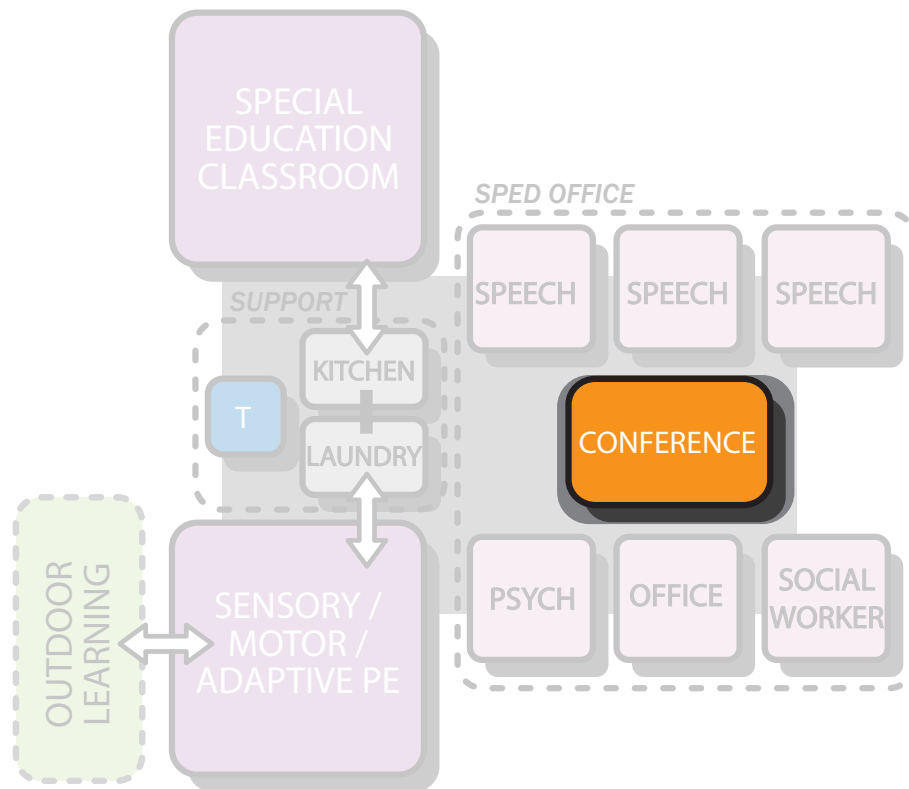 SPECIAL
EDUCATION
CLASSROOM
SPED OFFICE
SPEECH
SPEECH
SPEECH
SUPPORT
KITCHEN
T
LAUNDRY
CONFERENCE
OUTDOOR
LEARNING
SENSORY /
MOTOR /
ADAPTIVE PE
PSYCH
OFFICE
SOCIAL
WORKER